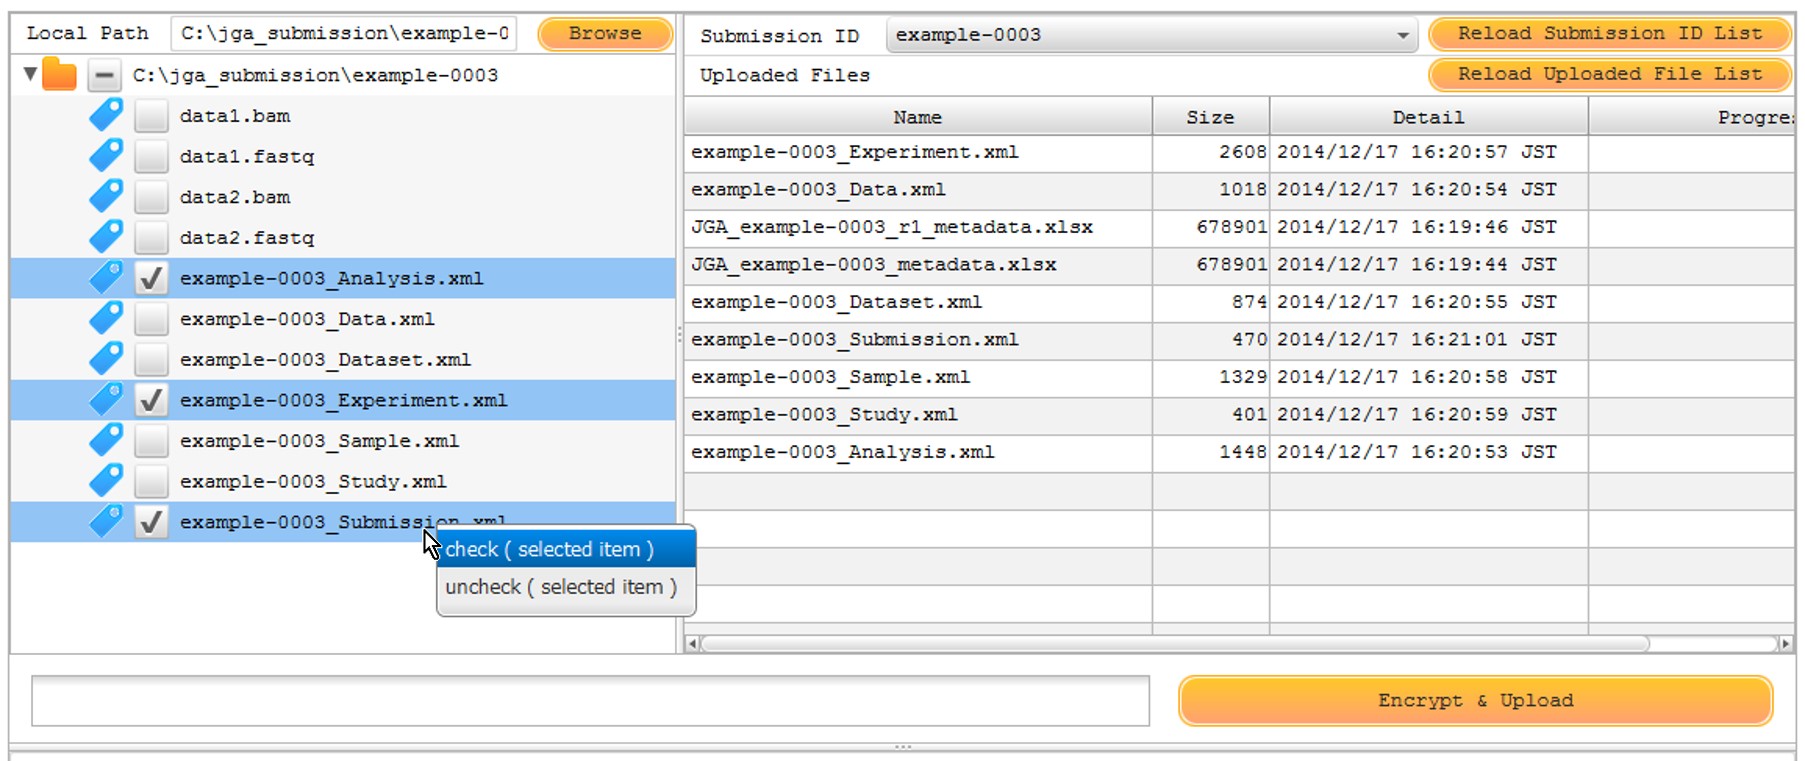 Local Path C:\jga_submission\example-0 Browse
C:\jga_submission\example-0003
data1.bam
data1.fastq
data2.bam
data2.fastq
example-0003_Analysis.xml
example-0003_Data.xml
example-0003_Dataset.xml
example-0003_Experiment.xml
example-0003_Sample.xml
example-0003_Study.xml
example-0003_Submission.xml
check ( selected item )
uncheck ( selected item )
Submission ID example-0003 Reload Submission ID List
Uploaded Files Reload Uploaded File List
Name Size Detail Progre
example-0003_Experiment.xml 2608 2014/12/17 16:20:57 JST
example-0003_Data.xml 1018 2014/12/17 16:20:54 JST
JGA_example-0003_r1_metadata.xlsx 678901 2014/12/17 16:19:46 JST
JGA_example-0003_metadata.xlsx 678901 2014/12/17 16:19:44 JST
example-0003_Dataset.xml 874 2014/12/17 16:20:55 JST
example-0003_Submission.xml 470 2014/12/17 16:21:01 JST
example-0003_Sample.xml 1329 2014/12/17 16:20:58 JST
example-0003_Study.xml 401 2014/12/17 16:20:59 JST
example-0003_Analysis.xml 1448 2014/12/17 16:20:53 JST
Encrypt & Upload